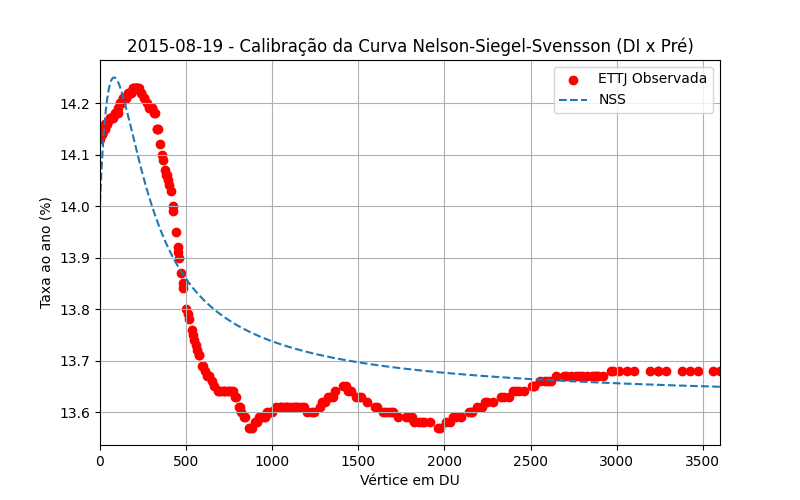 2015-08-19 - Calibração da Curva Nelson-Siegel-Svensson (DI x Pré)
ETTJ Observada
NSS
Taxa ao ano (%)
14.2
14.1
14.0
13.9
13.8
13.7
13.6
0 500 1000 1500 2000 2500 3000 3500
Vértice em DU